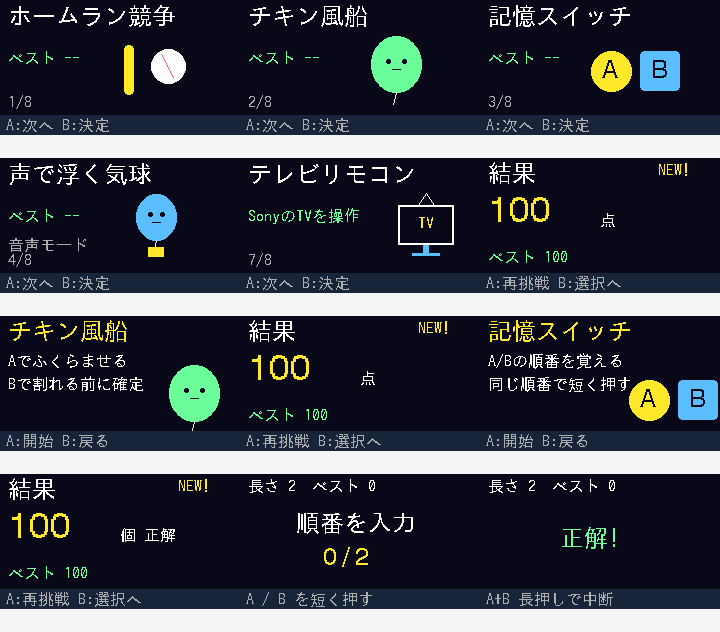 ホームラン競争
ベスト --
1/8
A:次へ B:決定
チキン風船
ベスト --
2/8
A:次へ B:決定
記憶スイッチ
ベスト --
A
B
3/8
A:次へ B:決定
声で浮く気球
ベスト --
音声モード
4/8
A:次へ B:決定
テレビリモコン
SonyのTVを操作
TV
7/8
A:次へ B:決定
結果
NEW!
100
点
ベスト 100
A:再挑戦 B:選択へ
チキン風船
Aでふくらませる
Bで割れる前に確定
A:開始 B:戻る
結果
NEW!
100
点
ベスト 100
A:再挑戦 B:選択へ
記憶スイッチ
A/Bの順番を覚える
同じ順番で短く押す
A
B
A:開始 B:戻る
結果
NEW!
100
個 正解
ベスト 100
A:再挑戦 B:選択へ
長さ 2 ベスト 0
順番を入力
0/2
A / B を短く押す
長さ 2 ベスト 0
正解!
A+B 長押しで中断